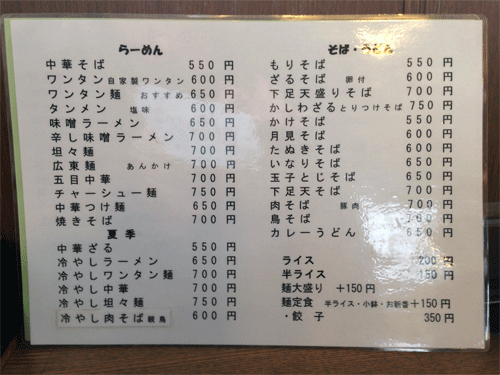 らーめん
中華そば 550円
ワンタン 自家製ワンタン 600円
ワンタン麺 おすすめ 650円
タンメン 塩味 600円
味噌ラーメン 650円
辛し味噌ラーメン 700円
坦々麺 700円
広東麺 あんかけ 700円
五目中華 700円
チャーシュー麺 750円
中華つけ麺 650円
焼きそば 700円
夏季
中華ざる 550円
冷やしラーメン 650円
冷やしワンタン麺 700円
冷やし中華 700円
冷やし坦々麺 750円
冷やし肉そば 親鳥 600円
そば・うどん
もりそば 550円
ざるそば 卵付 600円
下足天盛りそば 700円
かしわざるとりつけそば 750円
かけそば 550円
月見そば 600円
たぬきそば 600円
いなりそば 650円
玉子とじそば 650円
下足天そば 700円
肉そば 豚肉 700円
鳥そば 円
カレーうどん 650円
ライス 200円
半ライス 150円
麺大盛り +150円
麺定食 半ライス・小鉢・お新香 +150円
・餃子 350円